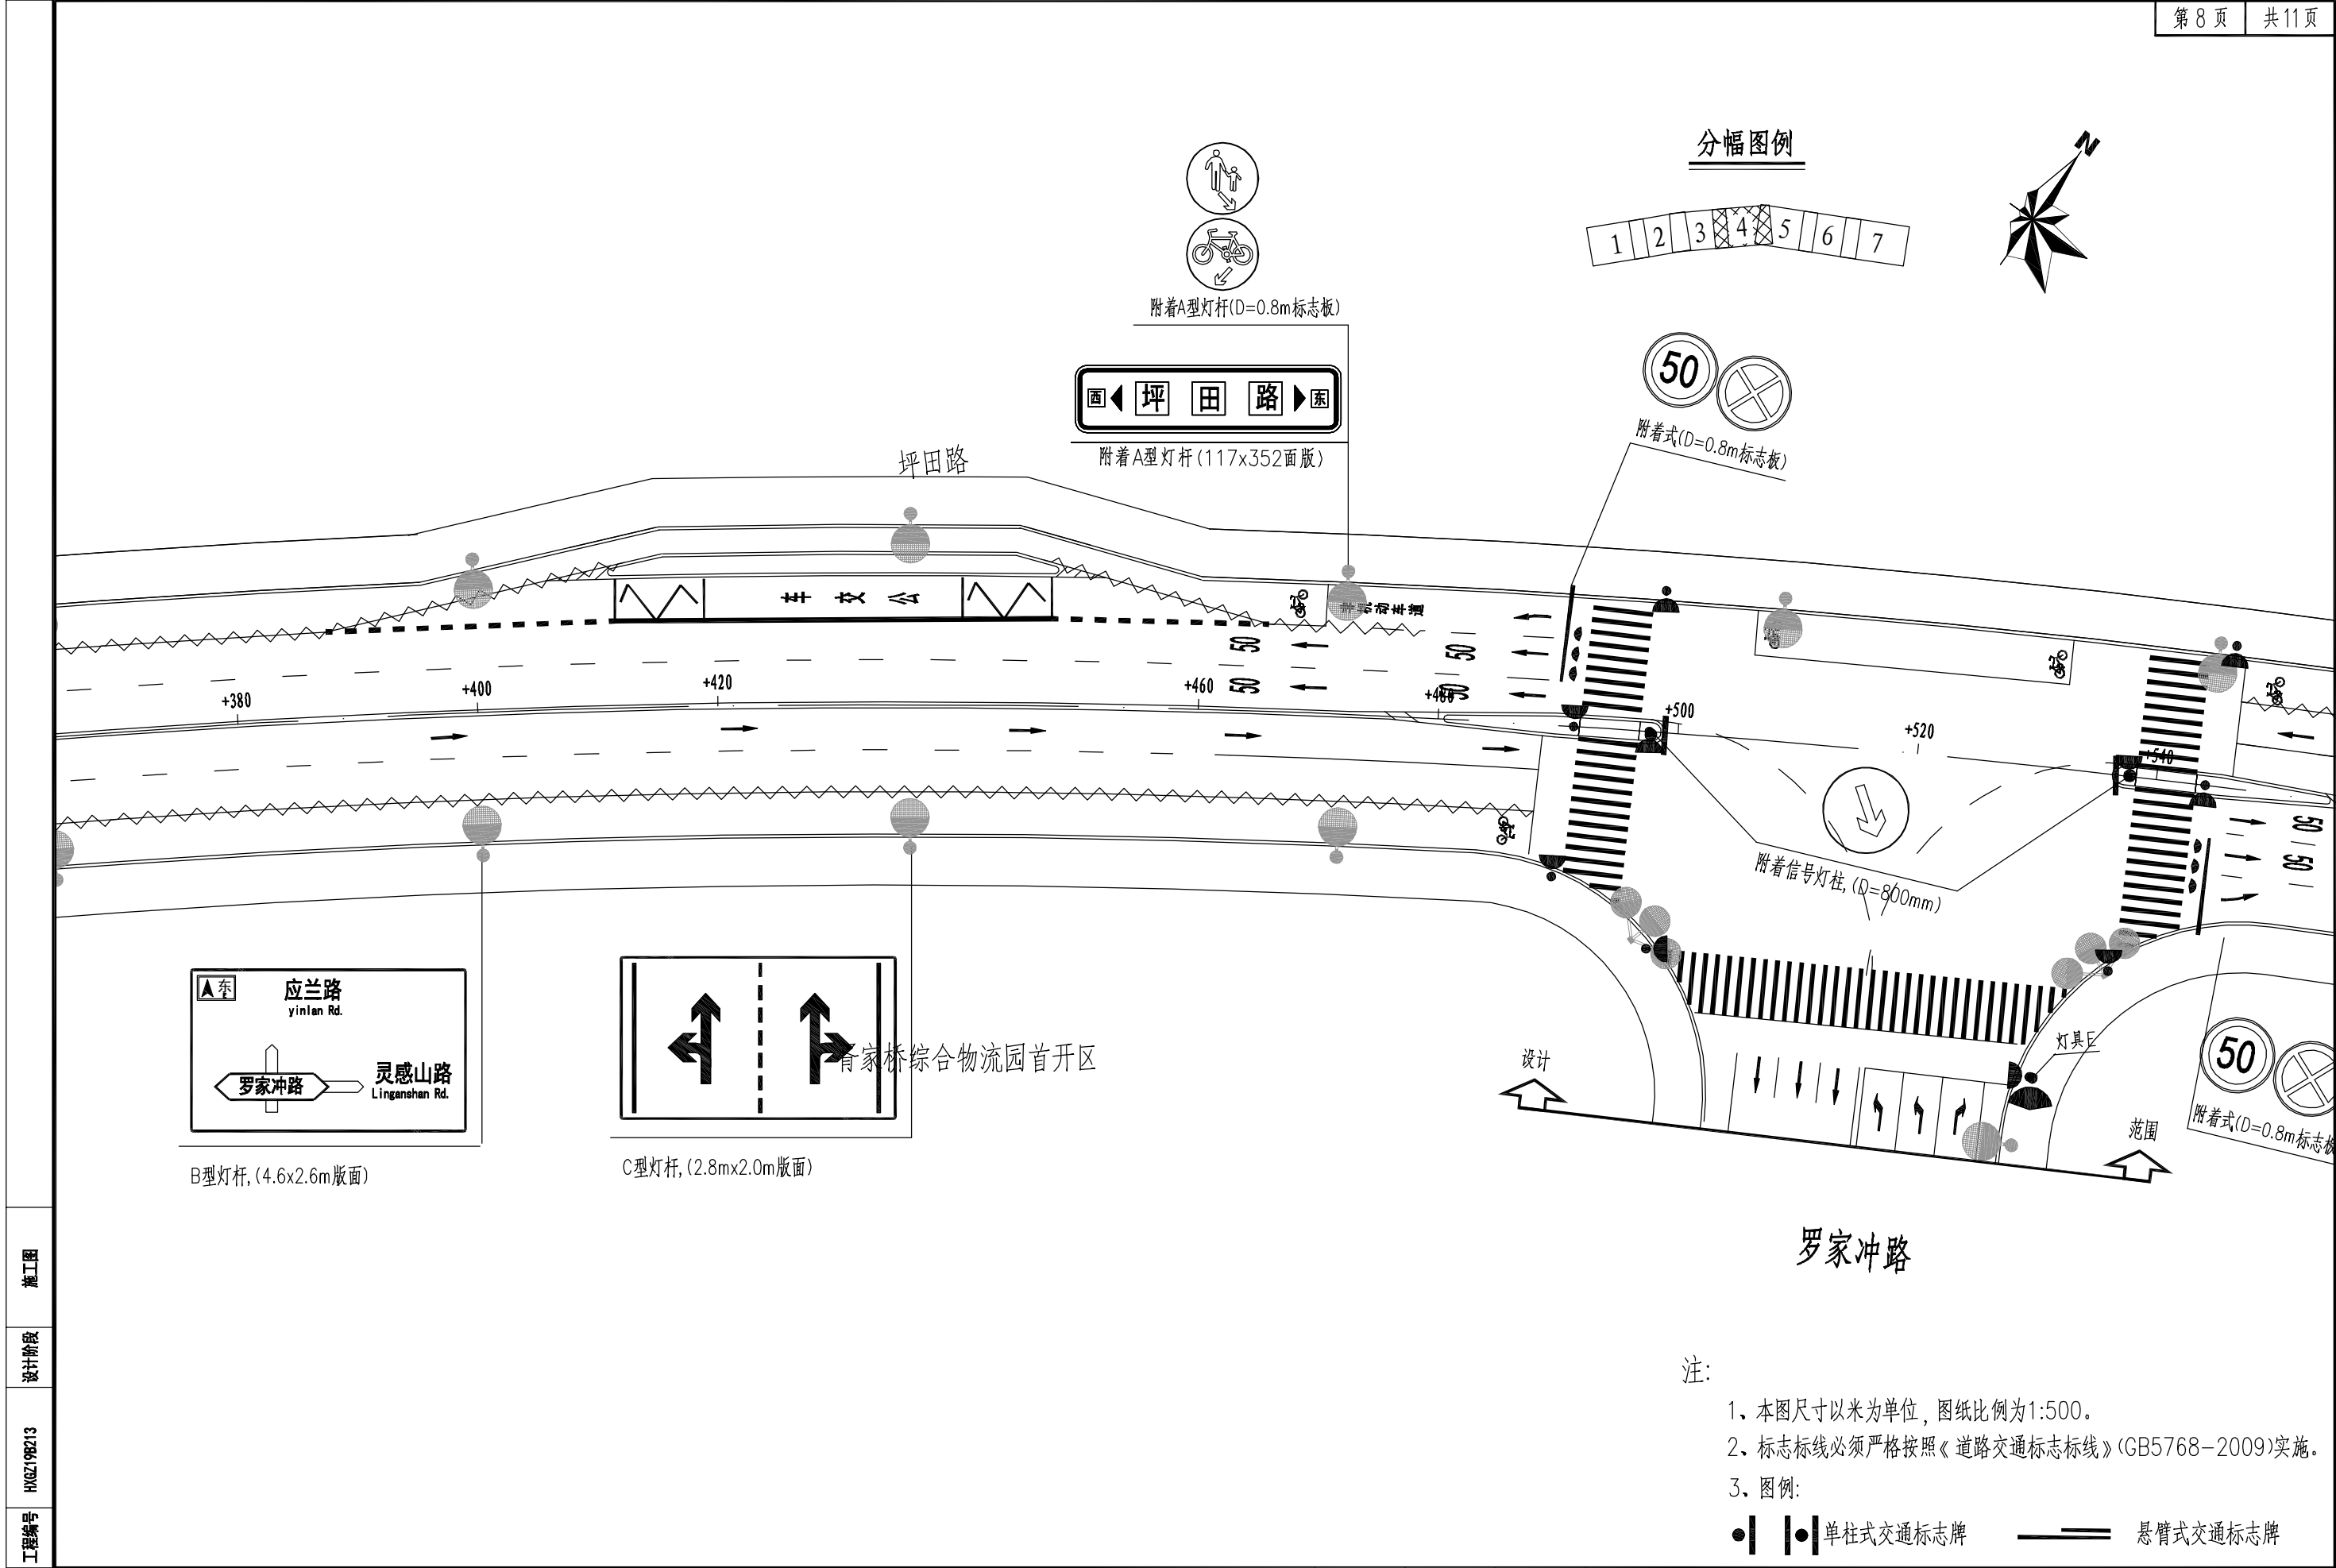 第 8 页 共11页
分幅图例
N
1 2 3 4 5 6 7
附着A型灯杆(D=0.8m标志板)
50
附着式(D=0.8m标志板)
西 坪 田 路 东
附着A型灯杆(117x352面版)
坪田路
公 交 车
非机动车道
50 50
50 50
+380
+400
+420
+460
+480
+500
+520
+540
50
50
附着信号灯柱,(D=800mm)
东
应兰路
yinlan Rd.
罗家冲路
灵感山路
Linganshan Rd.
B型灯杆,(4.6x2.6m版面)
C型灯杆,(2.8mx2.0m版面)
家桥综合物流园首开区
设计
范围
灯具E
50
附着式(D=0.8m标志板
罗家冲路
注:
1、本图尺寸以米为单位,图纸比例为1:500。
2、标志标线必须严格按照《道路交通标志标线》(GB5768-2009)实施。
3、图例:
单柱式交通标志牌 悬臂式交通标志牌
施工图
设计阶段
HXGZ19B213
工程编号